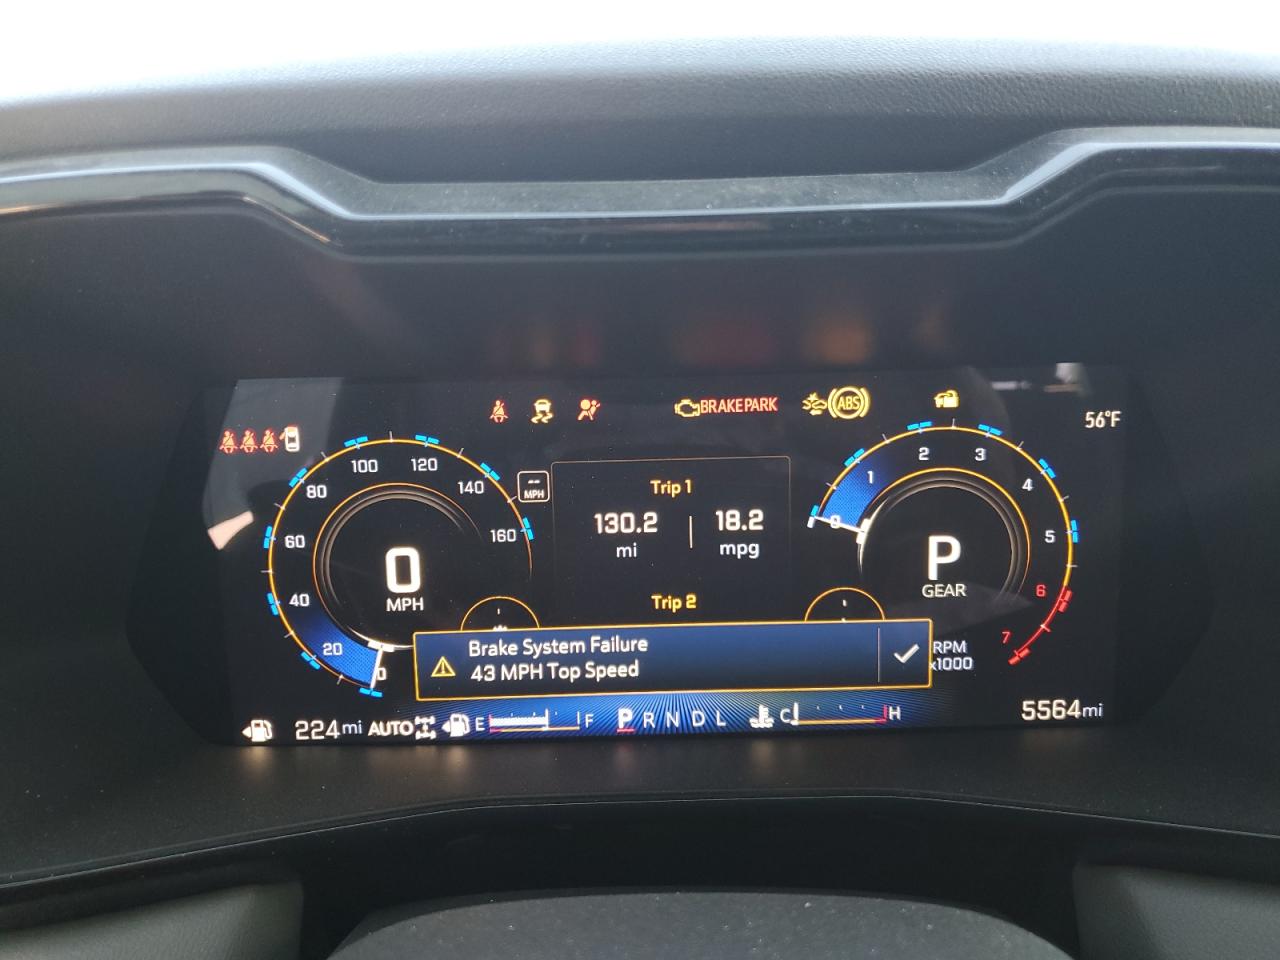 BRAKE PARK
ABS
56°F
0 20 40 60 80 100 120 140 160
0
MPH
--
MPH
Trip 1
130.2
mi
18.2
mpg
Trip 2
0 1 2 3 4 5 6 7
P
GEAR
RPM
x1000
Brake System Failure
43 MPH Top Speed
224mi AUTO E F P R N D L C H 5564mi